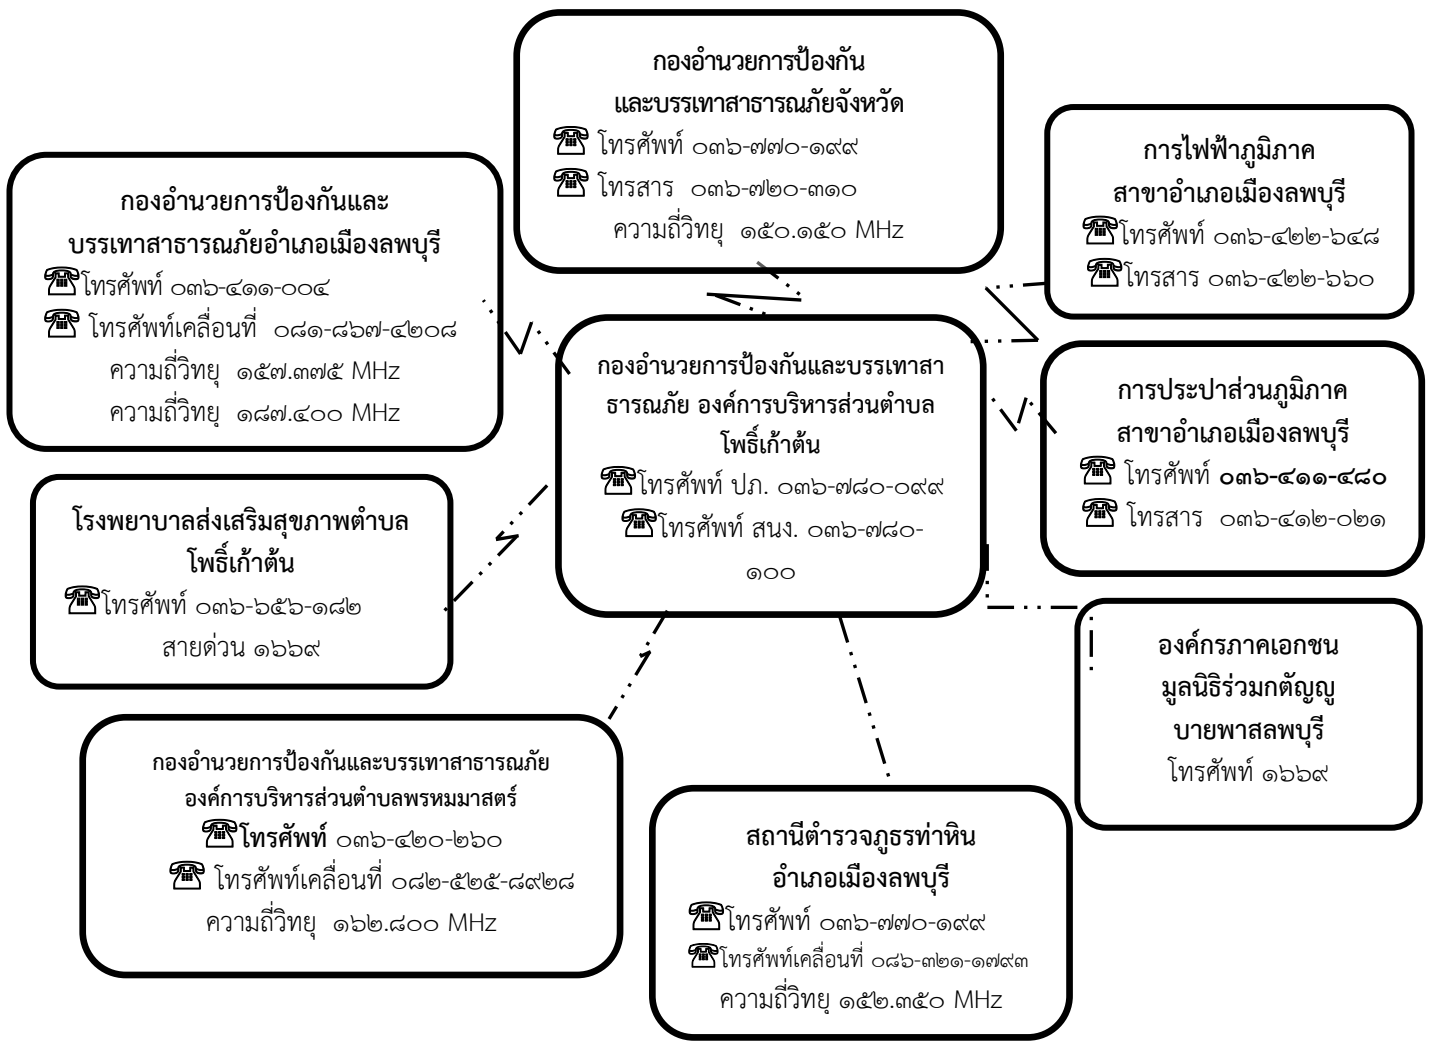 กองอำนวยการป้องกัน
และบรรเทาสาธารณภัยจังหวัด
☎ โทรศัพท์ ๐๓๖-๗๗๐-๑๙๙
☎ โทรสาร ๐๓๖-๗๒๐-๓๑๐
ความถี่วิทยุ ๑๕๐.๑๕๐ MHz
กองอำนวยการป้องกันและ
บรรเทาสาธารณภัยอำเภอเมืองลพบุรี
☎โทรศัพท์ ๐๓๖-๔๑๑-๐๐๔
☎ โทรศัพท์เคลื่อนที่ ๐๘๑-๘๖๗-๔๒๐๘
ความถี่วิทยุ ๑๕๗.๓๗๕ MHz
ความถี่วิทยุ ๑๘๗.๔๐๐ MHz
การไฟฟ้าภูมิภาค
สาขาอำเภอเมืองลพบุรี
☎โทรศัพท์ ๐๓๖-๔๒๒-๖๔๘
☎โทรสาร ๐๓๖-๔๒๒-๖๖๐
กองอำนวยการป้องกันและบรรเทาสา
ธารณภัย องค์การบริหารส่วนตำบล
โพธิ์เก้าต้น
☎โทรศัพท์ ปภ. ๐๓๖-๗๘๐-๐๙๙
☎โทรศัพท์ สนง. ๐๓๖-๗๘๐-
๑๐๐
การประปาส่วนภูมิภาค
สาขาอำเภอเมืองลพบุรี
☎ โทรศัพท์ ๐๓๖-๔๑๑-๔๘๐
☎ โทรสาร ๐๓๖-๔๑๒-๐๒๑
โรงพยาบาลส่งเสริมสุขภาพตำบล
โพธิ์เก้าต้น
☎โทรศัพท์ ๐๓๖-๖๕๖-๑๘๒
สายด่วน ๑๖๖๙
องค์กรภาคเอกชน
มูลนิธิร่วมกตัญญู
บายพาสลพบุรี
โทรศัพท์ ๑๖๖๙
กองอำนวยการป้องกันและบรรเทาสาธารณภัย
องค์การบริหารส่วนตำบลพรหมมาสตร์
☎โทรศัพท์ ๐๓๖-๔๒๐-๒๖๐
☎ โทรศัพท์เคลื่อนที่ ๐๘๒-๕๒๕-๘๙๒๘
ความถี่วิทยุ ๑๖๒.๘๐๐ MHz
สถานีตำรวจภูธรท่าหิน
อำเภอเมืองลพบุรี
☎โทรศัพท์ ๐๓๖-๗๗๐-๑๙๙
☎โทรศัพท์เคลื่อนที่ ๐๘๖-๓๒๑-๑๗๙๓
ความถี่วิทยุ ๑๕๒.๓๕๐ MHz